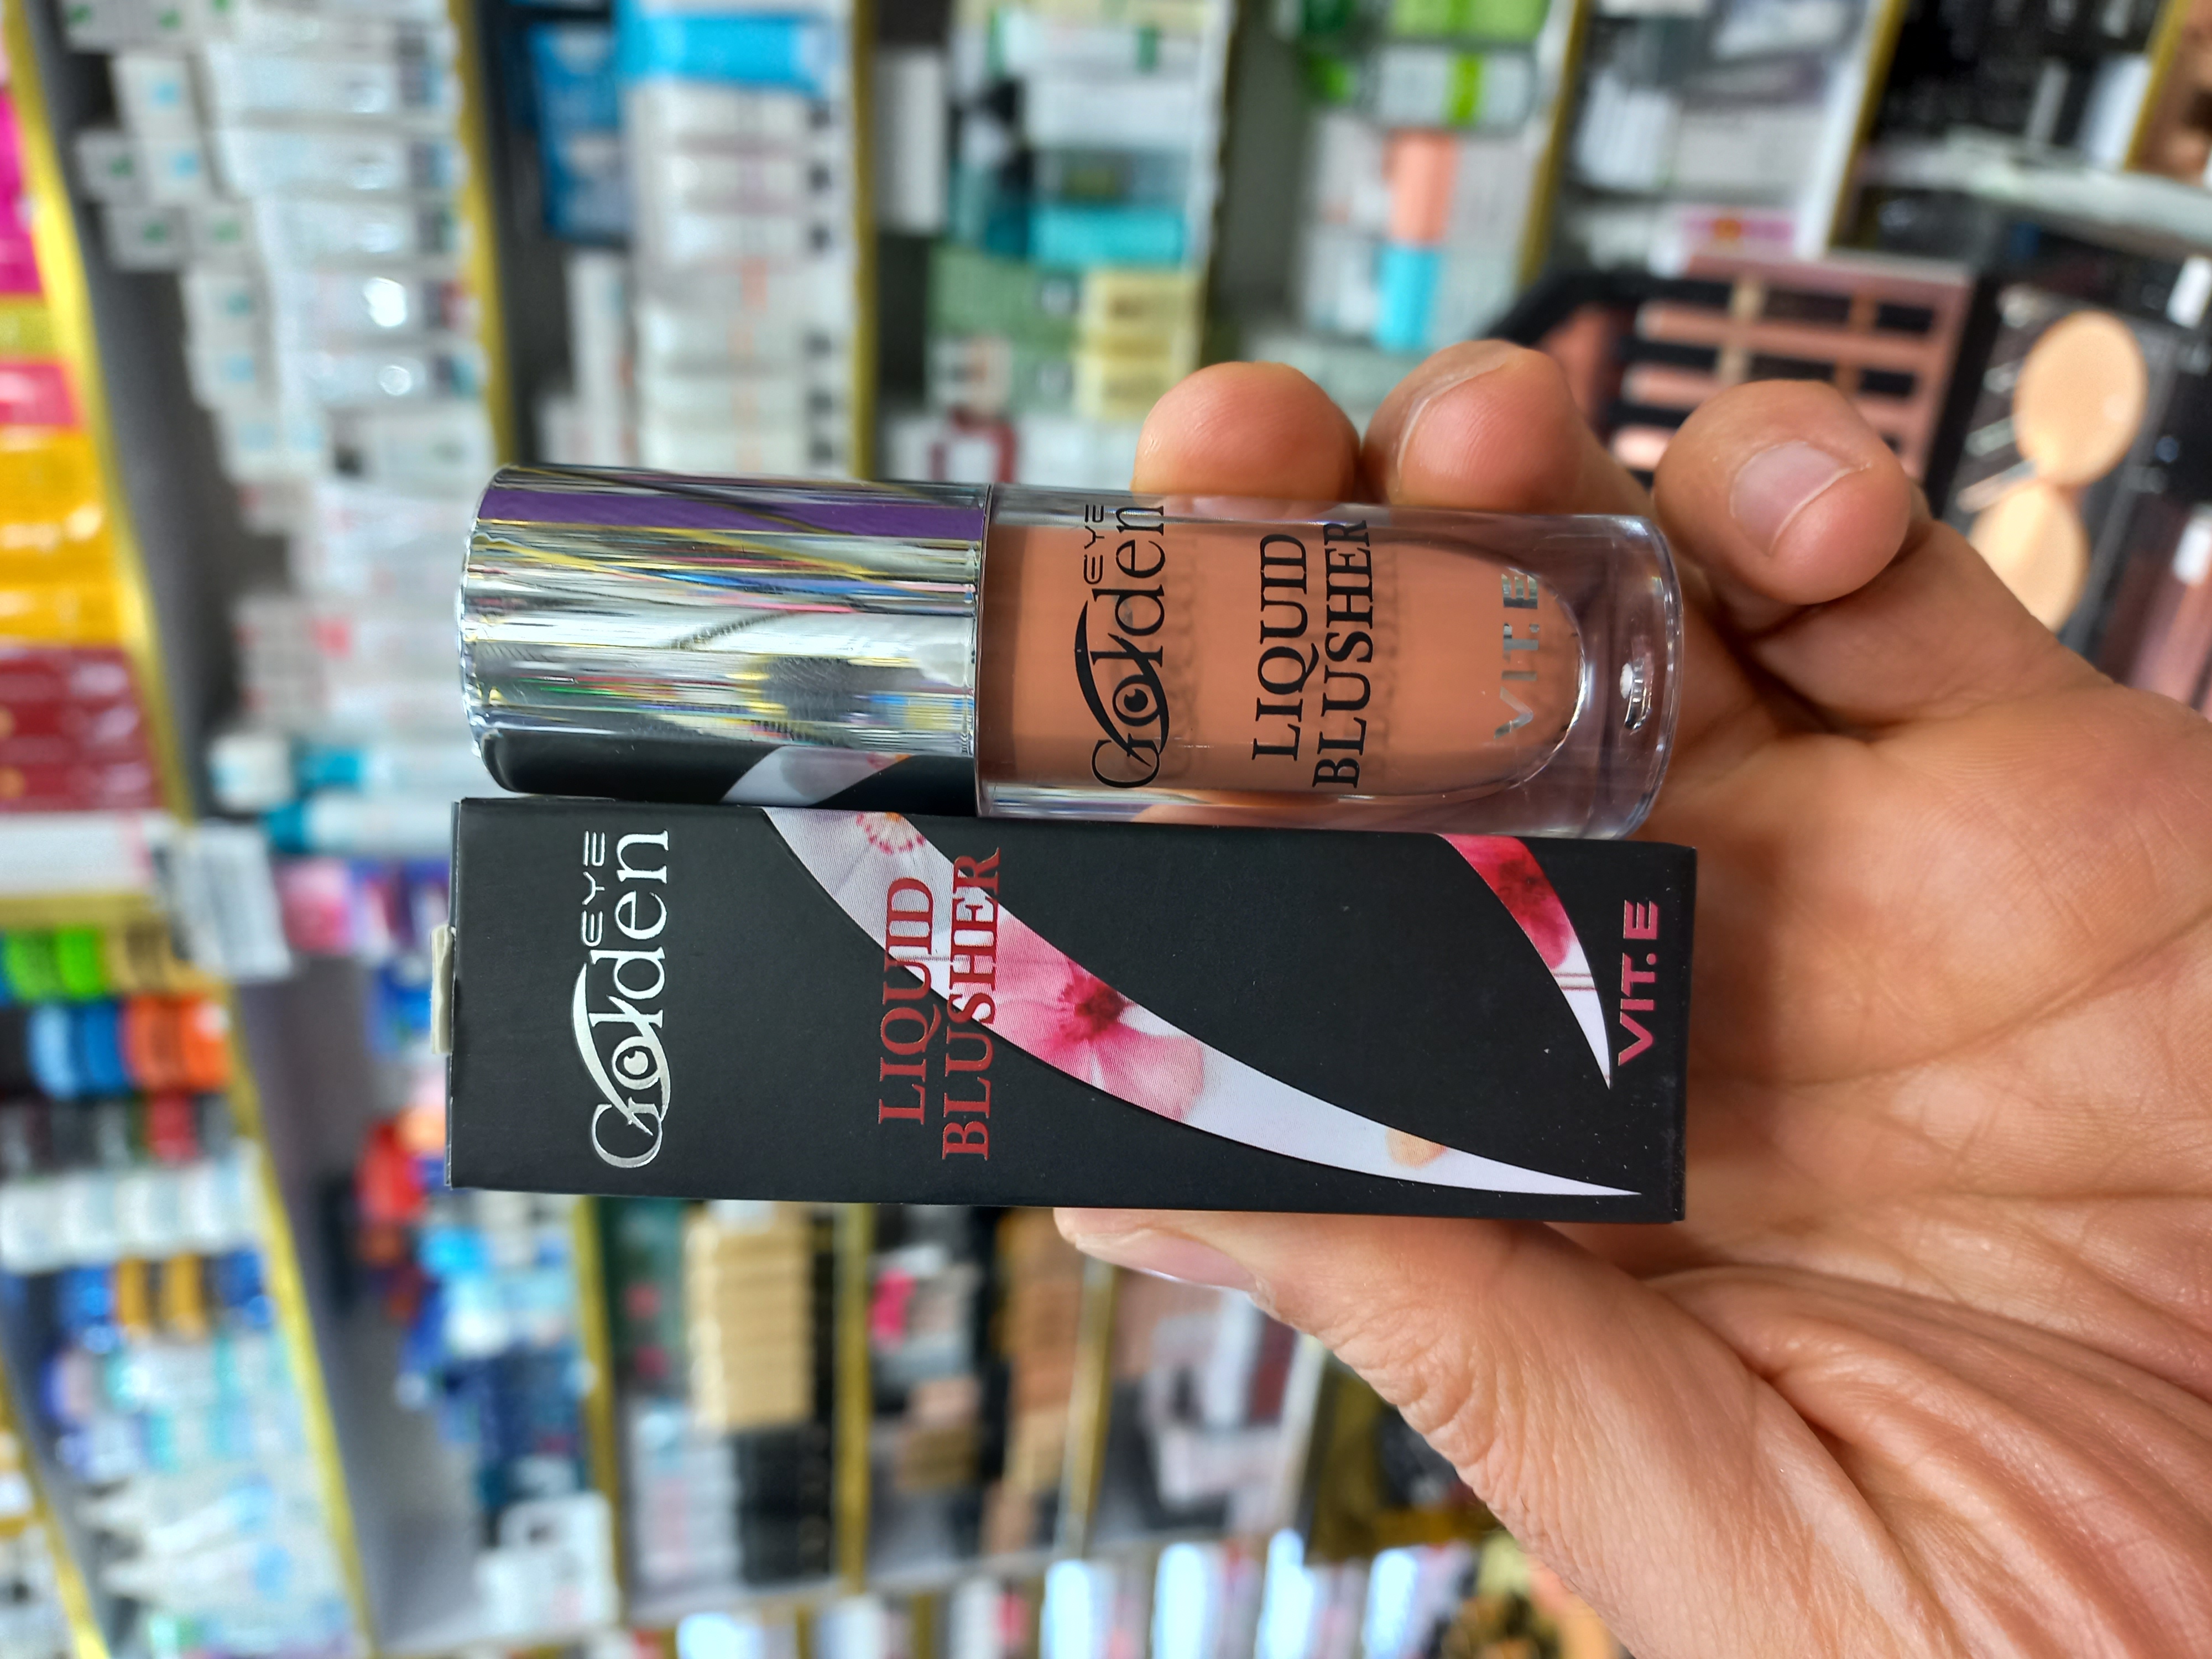 EYE
Golden
LIQUID
BLUSHER
VIT.E
EYE
Golden
LIQUID
BLUSHER
VIT.E